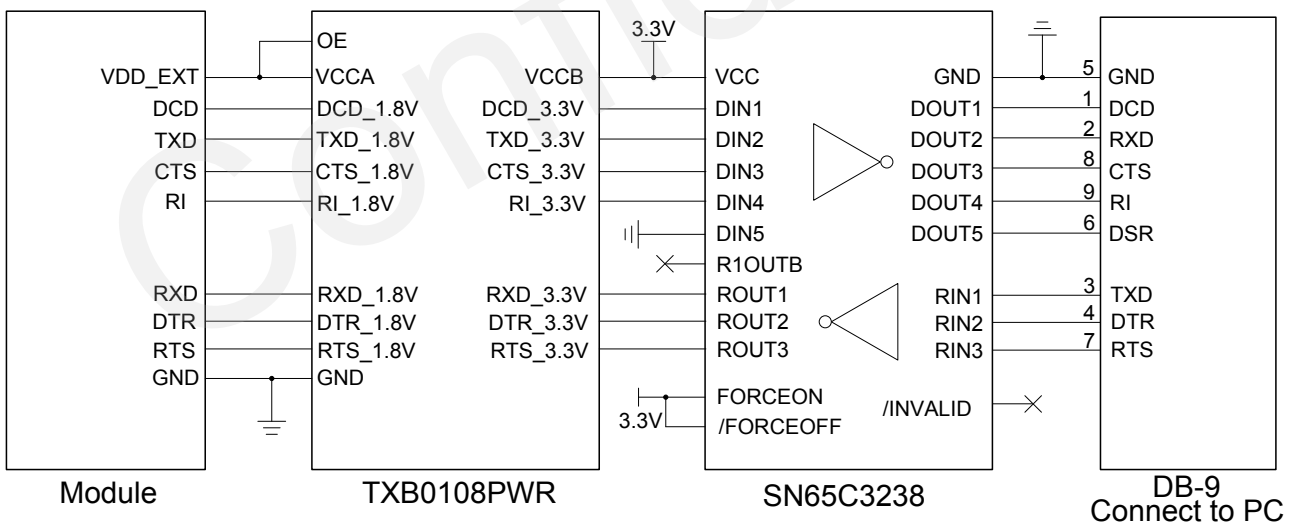 Confid
3.3V
OE
VDD_EXT VCCA VCCB VCC GND 5 GND
DCD DCD_1.8V DCD_3.3V DIN1 DOUT1 1 DCD
TXD TXD_1.8V TXD_3.3V DIN2 DOUT2 2 RXD
CTS CTS_1.8V CTS_3.3V DIN3 DOUT3 8 CTS
RI RI_1.8V RI_3.3V DIN4 DOUT4 9 RI
DIN5 DOUT5 6 DSR
R1OUTB
RXD RXD_1.8V RXD_3.3V ROUT1 RIN1 3 TXD
DTR DTR_1.8V DTR_3.3V ROUT2 RIN2 4 DTR
RTS RTS_1.8V RTS_3.3V ROUT3 RIN3 7 RTS
GND GND
FORCEON
/INVALID
3.3V /FORCEOFF
Module TXB0108PWR SN65C3238 DB-9
Connect to PC